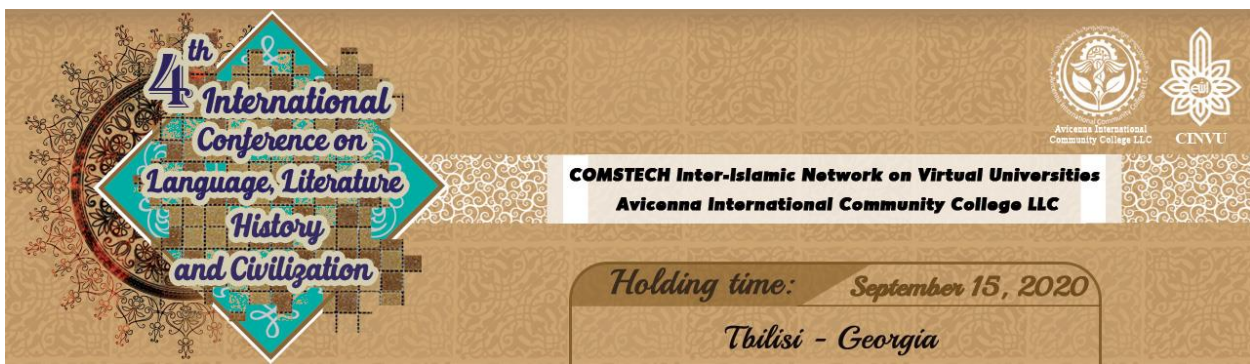 4th
International
Conference on
Language, Literature
History
and Civilization
Avicenna International
Community College LLC
CINVU
COMSTECH Inter-Islamic Network on Virtual Universities
Avicenna International Community College LLC
Holding time: September 15, 2020
Tbilisi - Georgia